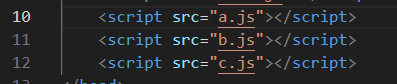 10 <script src="a.js"></script>
11 <script src="b.js"></script>
12 <script src="c.js"></script>